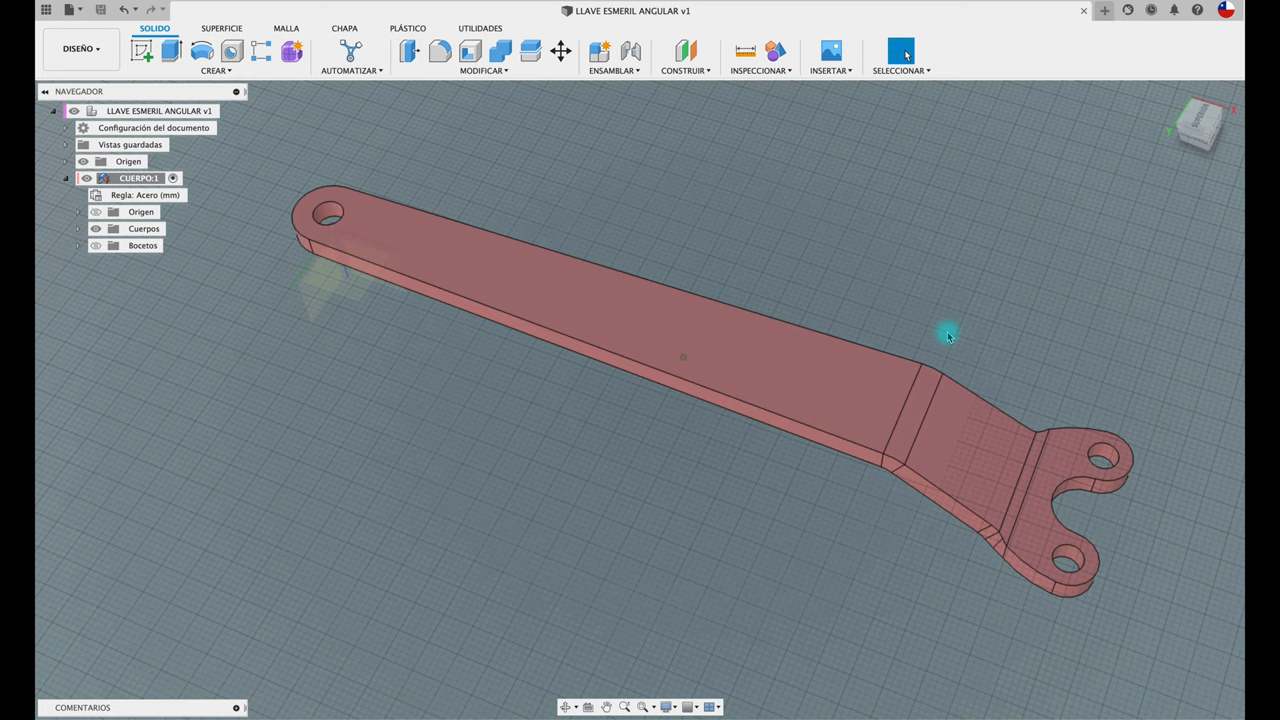 LLAVE ESMERIL ANGULAR v1
DISEÑO
SOLIDO SUPERFICIE MALLA CHAPA PLÁSTICO UTILIDADES
CREAR AUTOMATIZAR MODIFICAR ENSAMBLAR CONSTRUIR INSPECCIONAR INSERTAR SELECCIONAR
NAVEGADOR
LLAVE ESMERIL ANGULAR v1
Configuración del documento
Vistas guardadas
Origen
CUERPO:1
Regla: Acero (mm)
Origen
Cuerpos
Bocetos
SUPERIOR
X
Y
COMENTARIOS